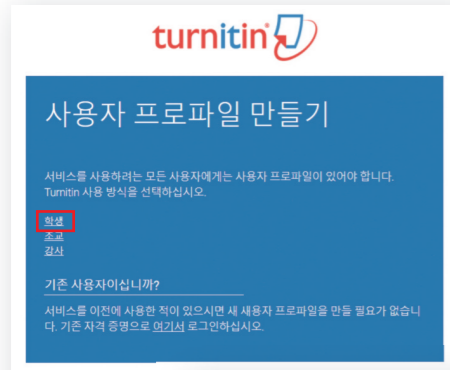 turnitin
사용자 프로파일 만들기
서비스를 사용하려는 모든 사용자에게는 사용자 프로파일이 있어야 합니다.
Turnitin 사용 방식을 선택하십시오.
학생
조교
강사
기존 사용자이십니까?
서비스를 이전에 사용한 적이 있으시면 새 새용자 프로파일을 만들 필요가 없습니
다. 기존 자격 증명으로 여기서 로그인하십시오.